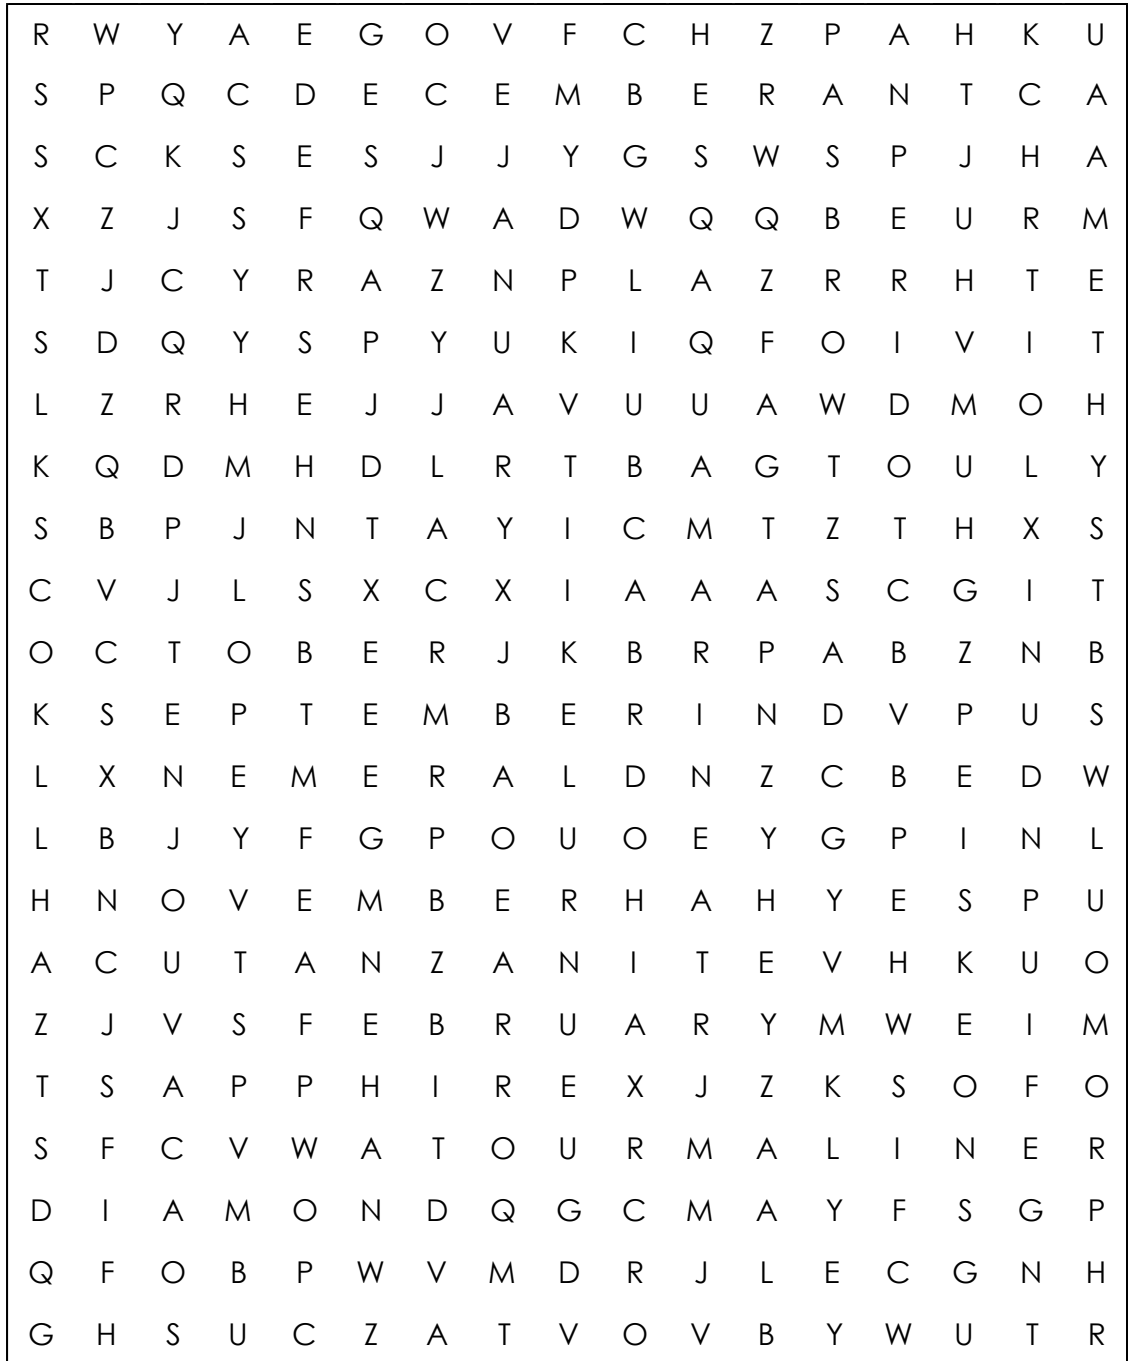 R W Y A E G O V F C H Z P A H K U
S P Q C D E C E M B E R A N T C A
S C K S E S J J Y G S W S P J H A
X Z J S F Q W A D W Q Q B E U R M
T J C Y R A Z N P L A Z R R H T E
S D Q Y S P Y U K I Q F O I V I T
L Z R H E J J A V U U A W D M O H
K Q D M H D L R T B A G T O U L Y
S B P J N T A Y I C M T Z T H X S
C V J L S X C X I A A A S C G I T
O C T O B E R J K B R P A B Z N B
K S E P T E M B E R I N D V P U S
L X N E M E R A L D N Z C B E D W
L B J Y F G P O U O E Y G P I N L
H N O V E M B E R H A H Y E S P U
A C U T A N Z A N I T E V H K U O
Z J V S F E B R U A R Y M W E I M
T S A P P H I R E X J Z K S O F O
S F C V W A T O U R M A L I N E R
D I A M O N D Q G C M A Y F S G P
Q F O B P W V M D R J L E C G N H
G H S U C Z A T V O V B Y W U T R